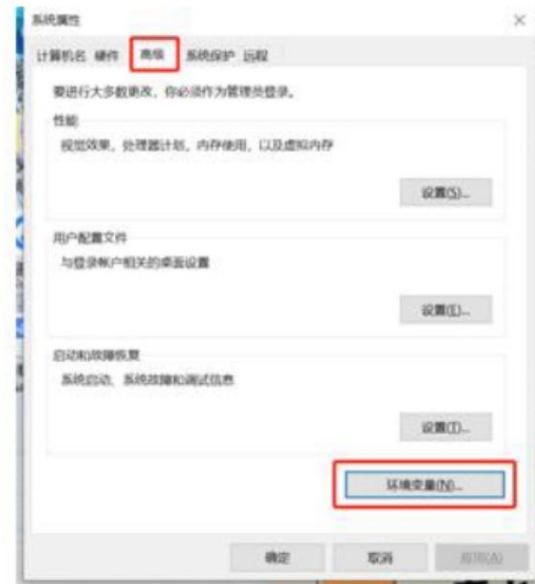 系统属性
计算机名 硬件 高级 系统保护 远程
要进行大多数更改，你必须作为管理员登录。
性能
视觉效果，处理器计划，内存使用，以及虚拟内存
设置(S)...
用户配置文件
与登录帐户相关的桌面设置
设置(E)...
启动和故障恢复
系统启动、系统故障和调试信息
设置(T)...
环境变量(N)...
确定 取消 应用(A)